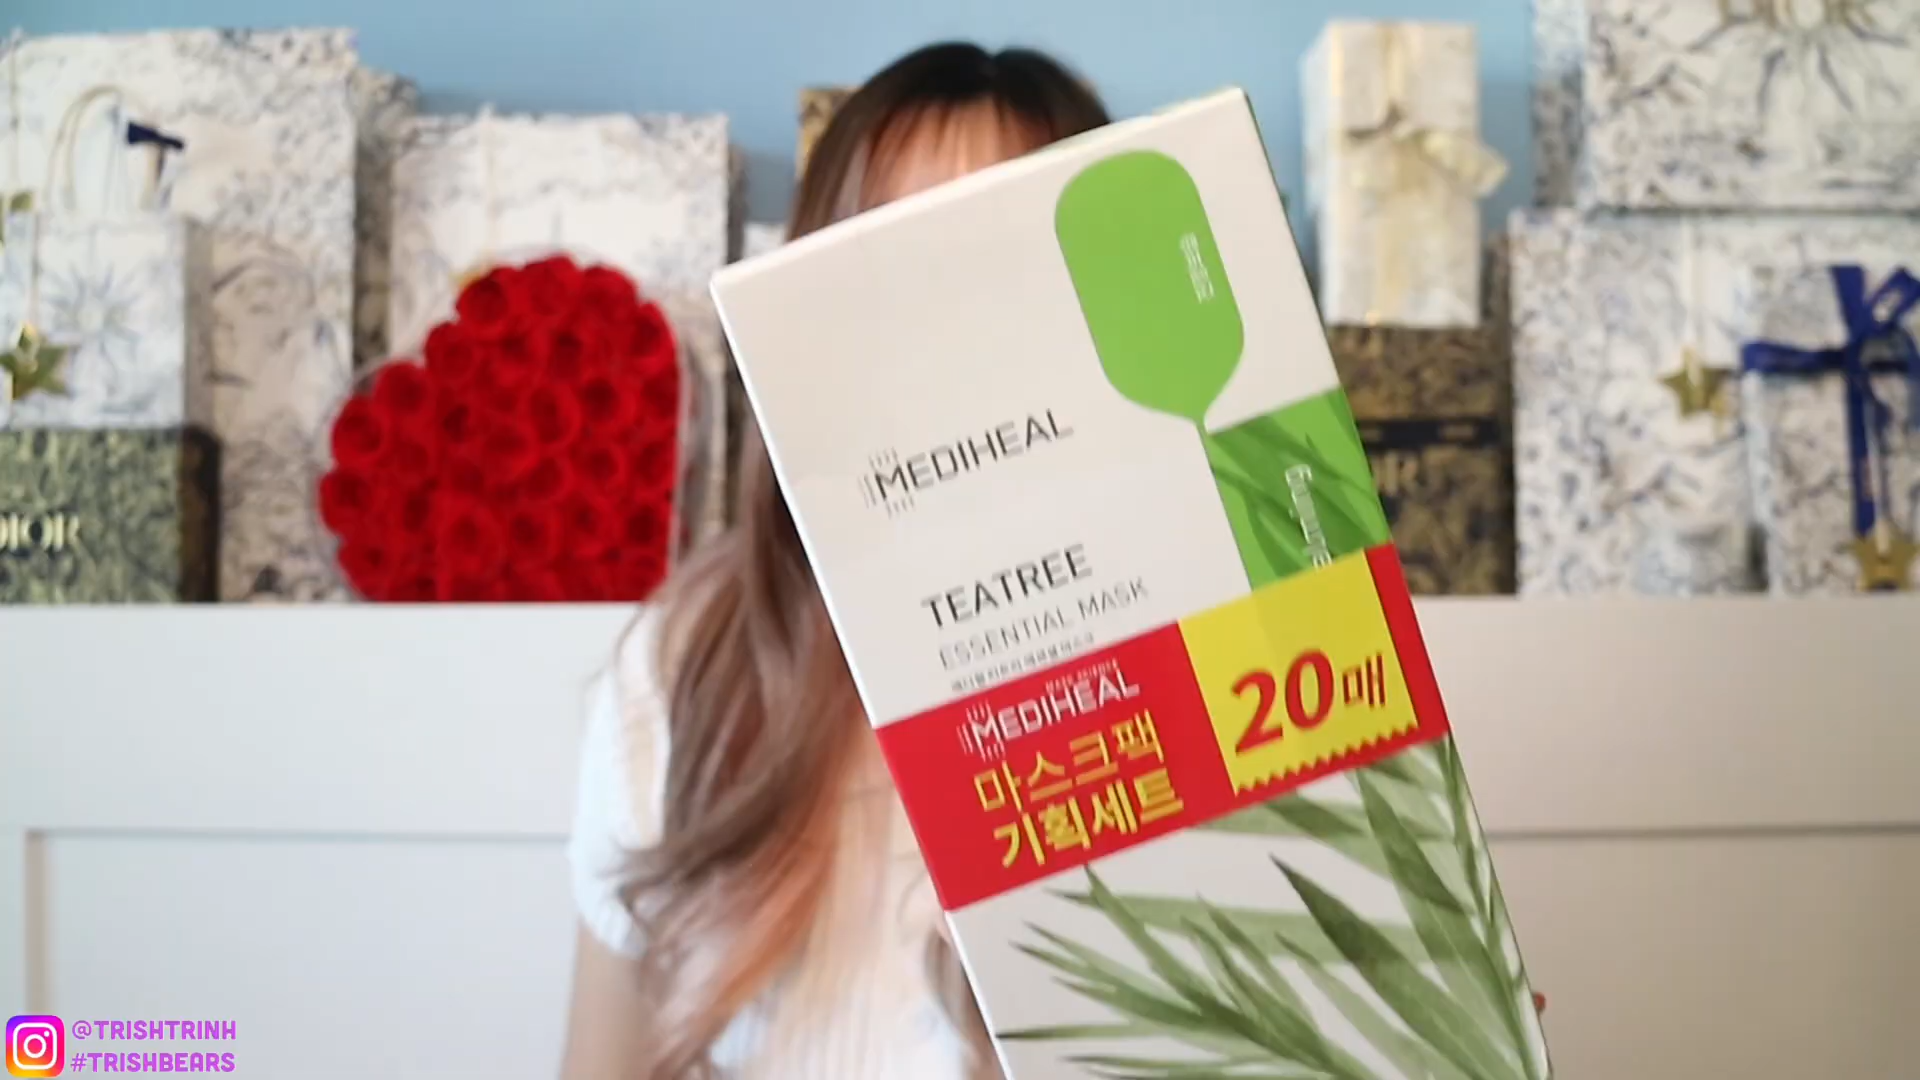 MEDIHEAL
TEATREE
ESSENTIAL MASK
MEDIHEAL
마스크팩
기획세트
20매
DIOR
@TRISHTRINH
#TRISHBEARS